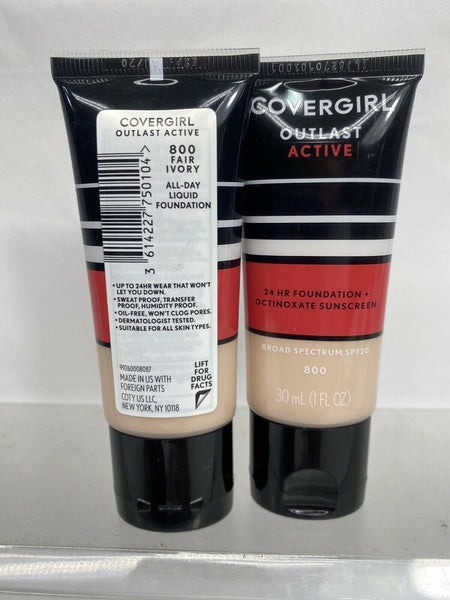 COVERGIRL
OUTLAST ACTIVE
800
FAIR
IVORY
ALL-DAY
LIQUID
FOUNDATION
3 614227 750104 >
• UP TO 24HR WEAR THAT WON'T
LET YOU DOWN.
• SWEAT PROOF, TRANSFER
PROOF, HUMIDITY PROOF.
• OIL-FREE, WON'T CLOG PORES.
• DERMATOLOGIST TESTED.
• SUITABLE FOR ALL SKIN TYPES.
99260008087
MADE IN US WITH
FOREIGN PARTS
COTY US LLC,
NEW YORK, NY 10118
LIFT
FOR
DRUG
FACTS
COVERGIRL
OUTLAST
ACTIVE
24 HR FOUNDATION +
OCTINOXATE SUNSCREEN
BROAD SPECTRUM SPF20
800
30 mL (1 FL OZ)